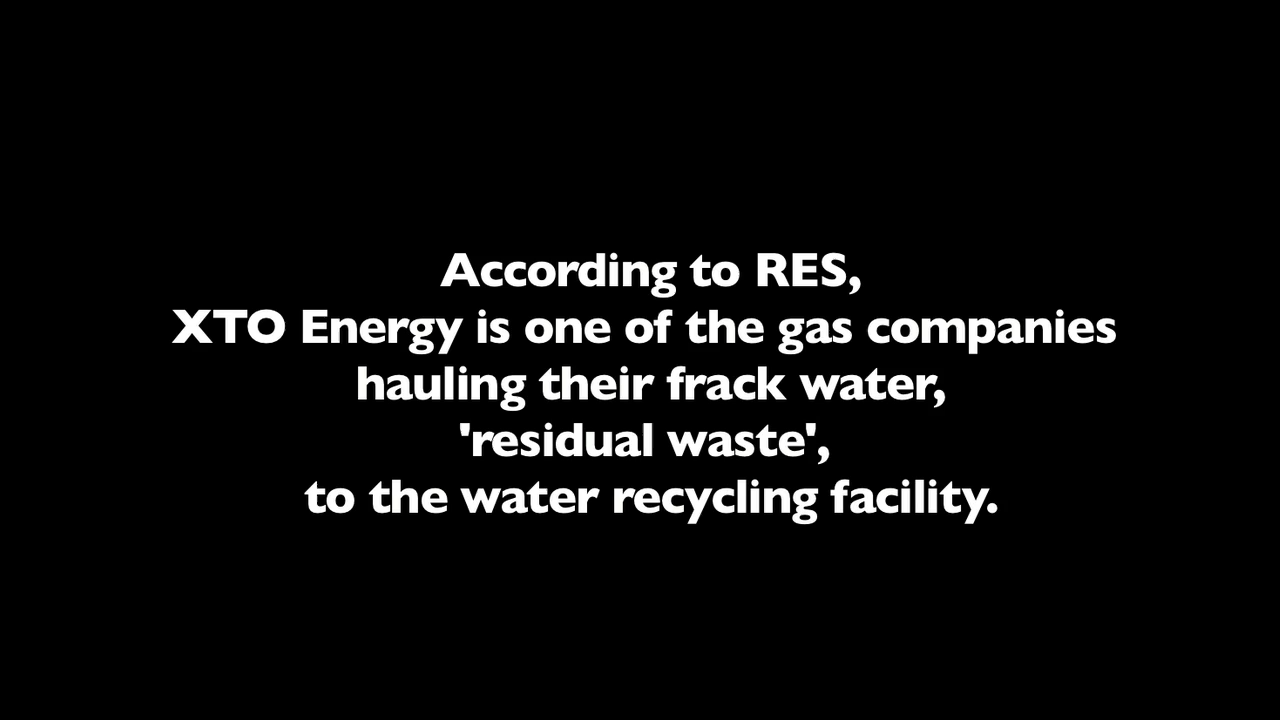 According to RES,
XTO Energy is one of the gas companies
hauling their frack water,
'residual waste',
to the water recycling facility.